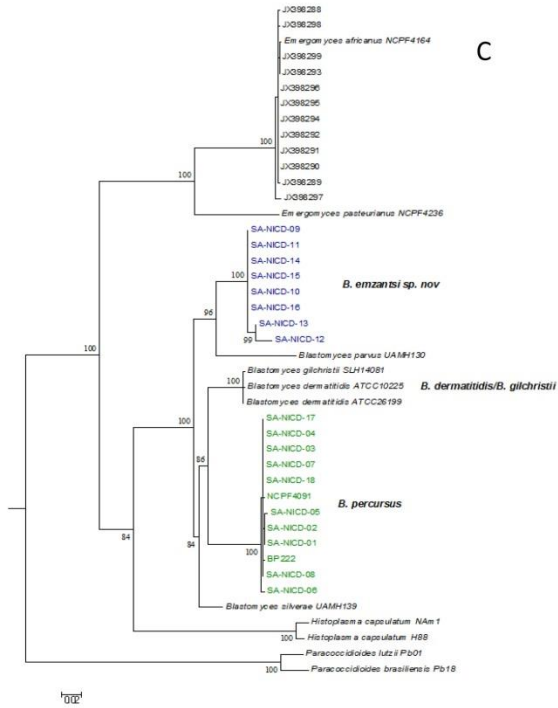 JX398288
JX398298
Emergomyces africanus NCPF4164
C
JX398299
JX398293
JX398296
JX398295
JX398294
JX398292
100
JX398291
JX398290
JX398289
100
JX398297
Emergomyces pasteurianus NCPF4236
SA-NICD-09
SA-NICD-11
SA-NICD-14
100
SA-NICD-15
B. emzantsi sp. nov
SA-NICD-10
SA-NICD-16
96
SA-NICD-13
99
SA-NICD-12
100
Blastomyces parvus UAMH130
Blastomyces gilchristii SLH14081
100
Blastomyces dermatitidis ATCC10225
B. dermatitidis/B. gilchristii
Blastomyces dermatitidis ATCC26199
SA-NICD-17
100
SA-NICD-04
SA-NICD-03
86
SA-NICD-07
SA-NICD-18
NCPF4091
B. percursus
SA-NICD-05
84
SA-NICD-02
84
SA-NICD-01
100
BP222
SA-NICD-08
SA-NICD-06
Blastomyces silverae UAMH139
Histoplasma capsulatum NAm1
100
Histoplasma capsulatum H88
Paracoccidioides lutzii Pb01
100
Paracoccidioides brasiliensis Pb18
0.02